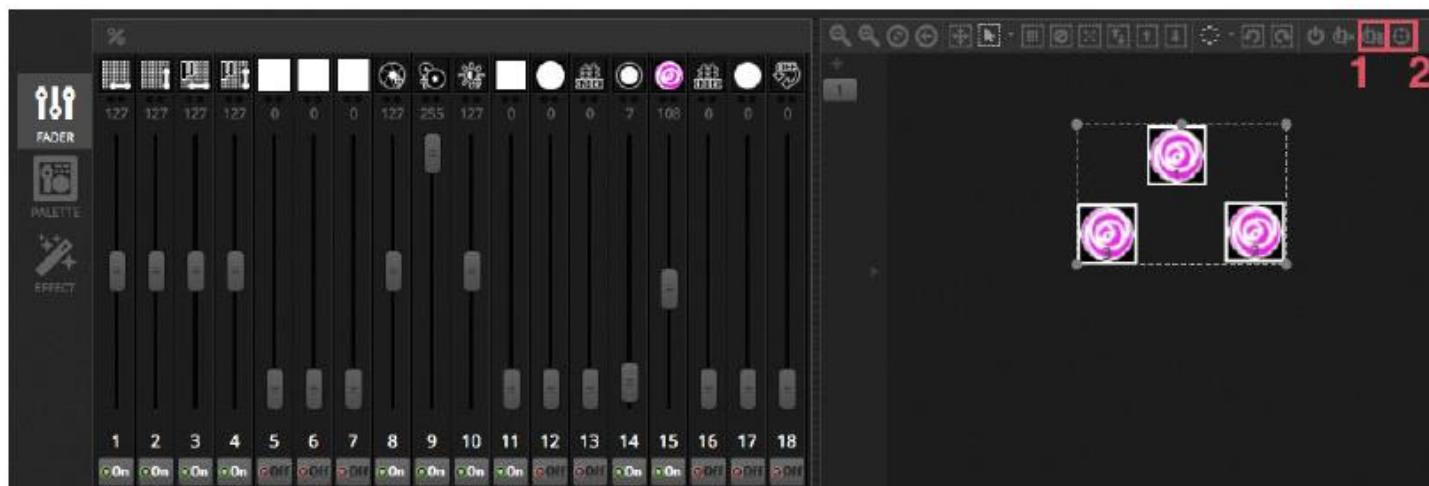 %
127 127 127 127 0 0 0 127 255 127 0 0 0 7 108 0 0 0
FADER
PALETTE
EFFECT
1 2 3 4 5 6 7 8 9 10 11 12 13 14 15 16 17 18
On On On On Off Off Off On On On On Off Off On On Off Off Off
1 2
1